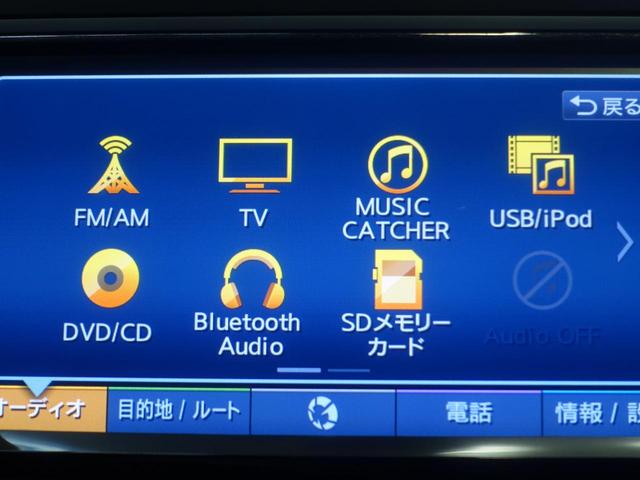 戻る
FM/AM
TV
MUSIC
CATCHER
USB/iPod
DVD/CD
Bluetooth
Audio
SDメモリー
カード
Audio OFF
オーディオ
目的地 / ルート
電話
情報 / 設